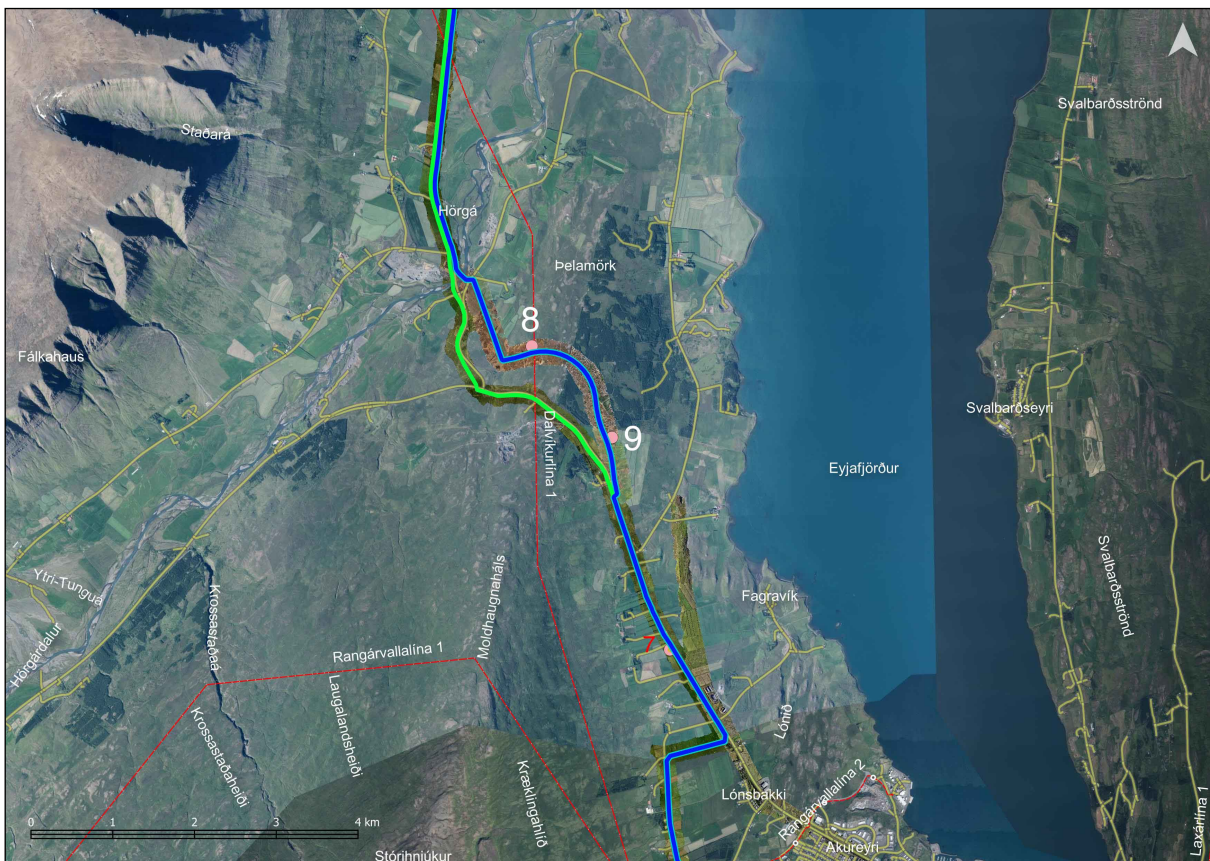 Svalbarðsströnd
Staðará
Hörgá
Þelamörk
8
Fálkahaus
Svalbarðseyri
Dalvíkurlína 1
9
Eyjafjörður
Ytri-Tunguá
Krossastaðaá
Moldhaugnaháls
Fagravík
Svalbarðsströnd
Hörgárdalur
Rangárvallalína 1
7
Krossastaðaheiði
Laugalandsheiði
Lónið
Kræklingahlíð
Lónsbakki
Rangárvallalína 2
Laxárlína 1
0 1 2 3 4 km
Stórihnjúkur
Akureyri